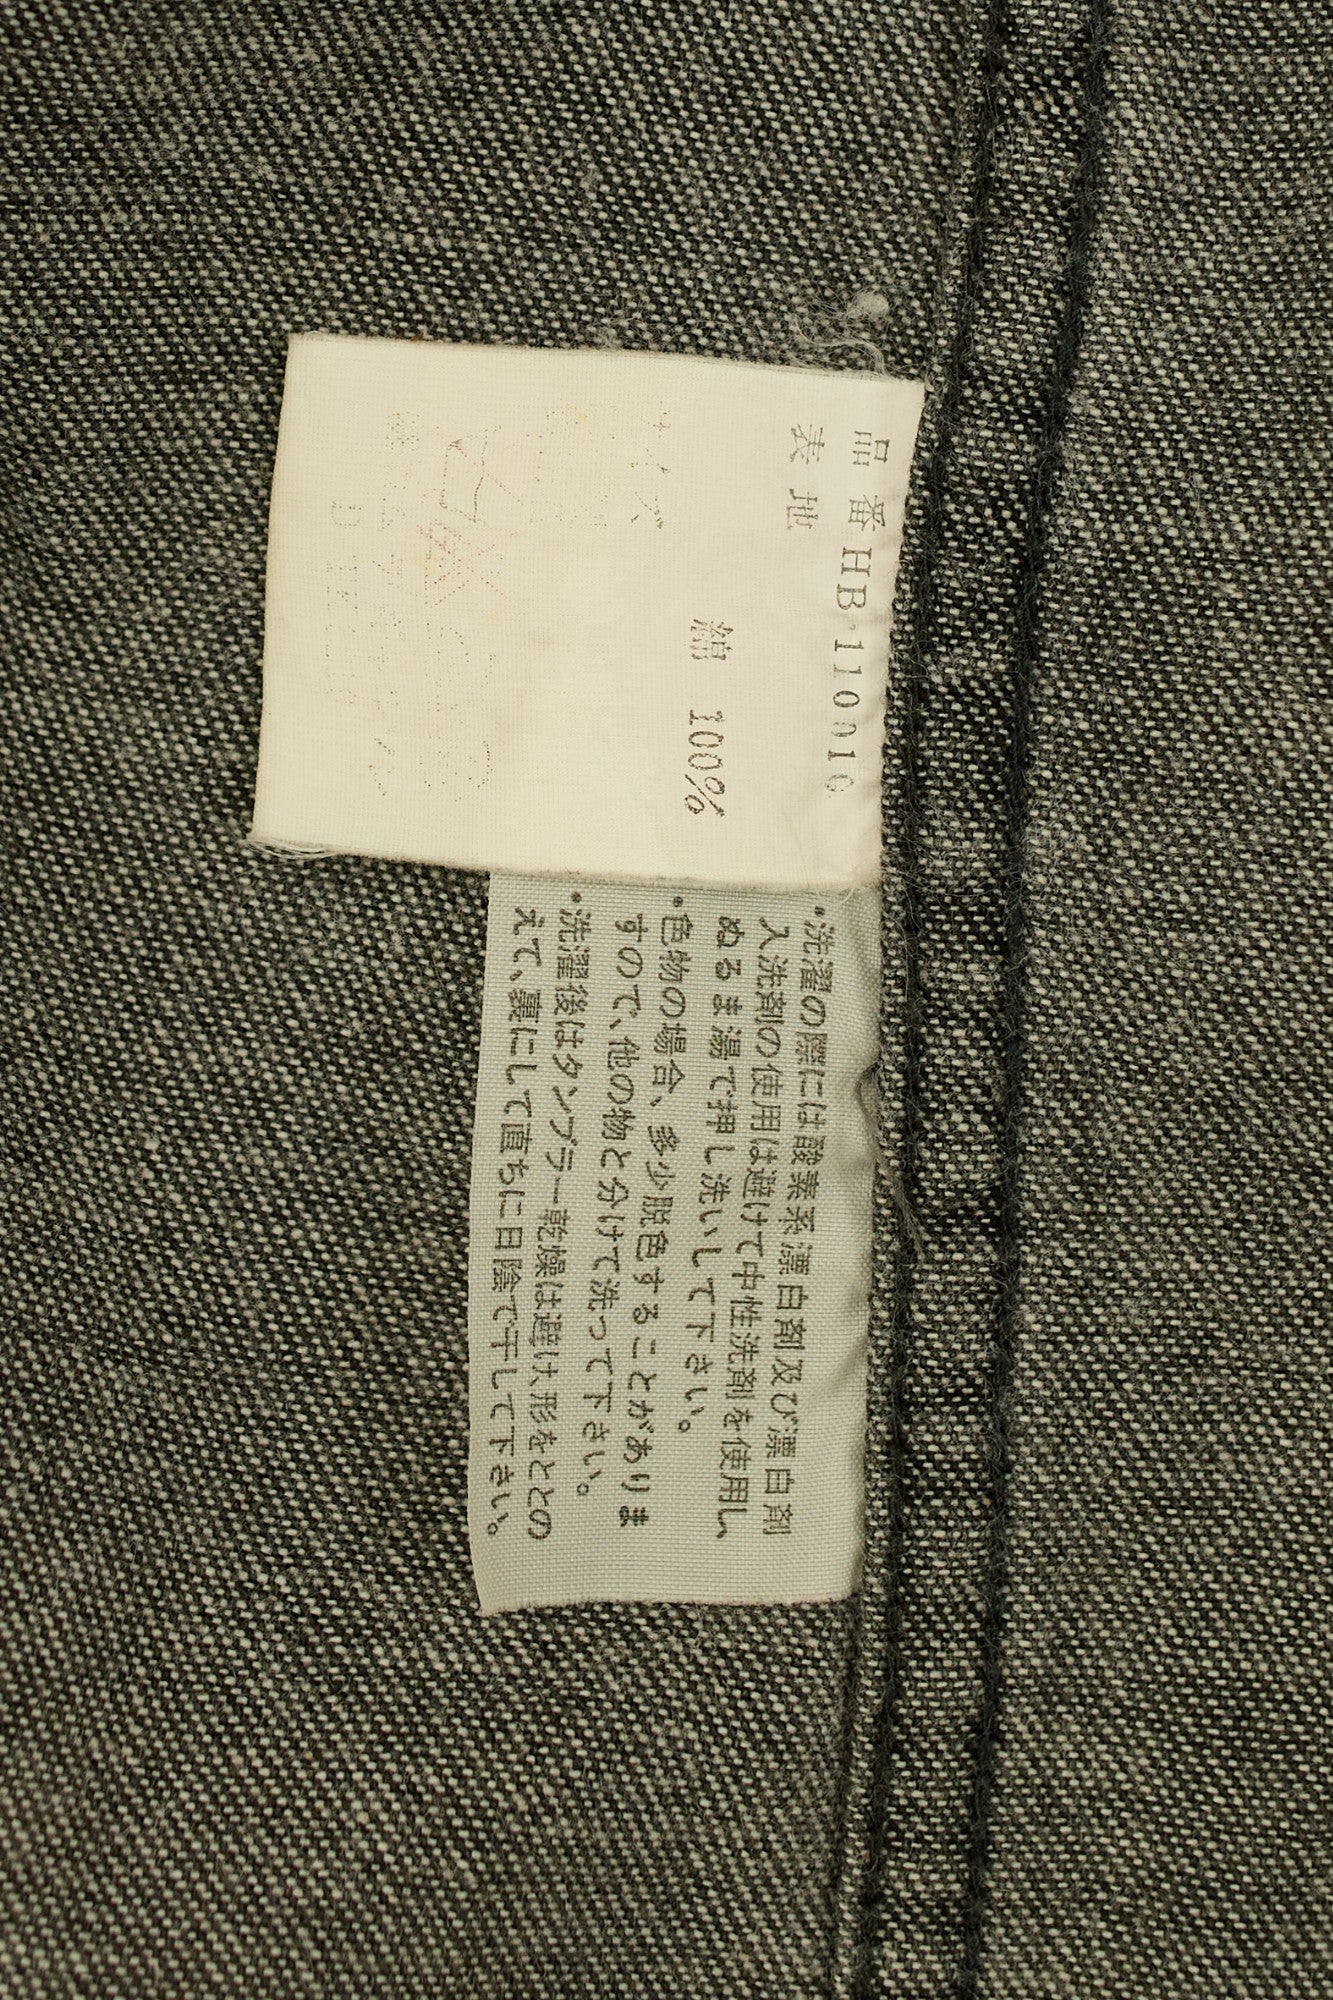 品番 HB-110010
表地
綿 100%
サイズ
・洗濯の際には酸素系漂白剤及び漂白剤
入洗剤の使用は避けて中性洗剤を使用し、
ぬるま湯で押し洗いして下さい。
・色物の場合、多少脱色することがありま
すので、他の物と分けて洗って下さい。
・洗濯後はタンブラー乾燥は避け、形をととの
えて、裏にして直ちに日陰で干して下さい。